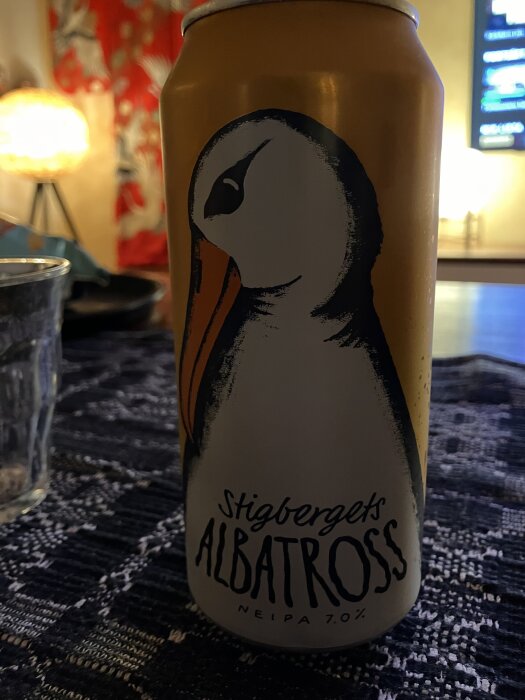 Stigbergets
ALBATROSS
NEIPA 7.0%